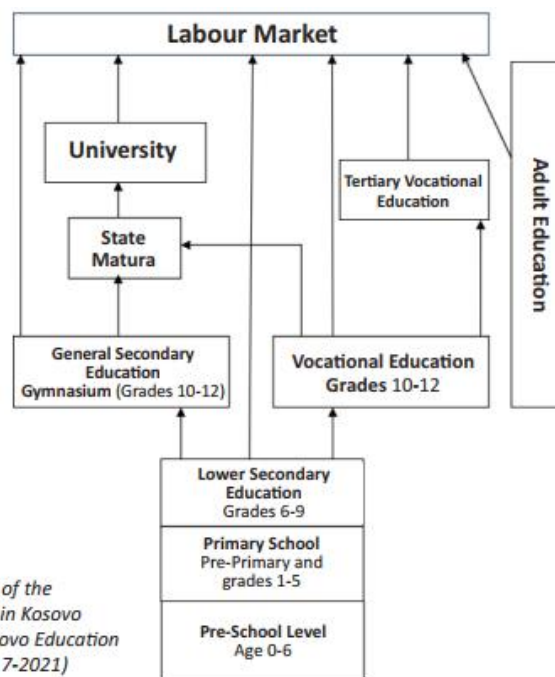 Labour Market
University
Tertiary Vocational
Education
Adult Education
State
Matura
General Secondary
Education
Gymnasium (Grades 10-12)
Vocational Education
Grades 10-12
Lower Secondary
Education
Grades 6-9
Primary School
Pre-Primary and
grades 1-5
Pre-School Level
Age 0-6
of the
in Kosovo
ovo Education
7-2021)